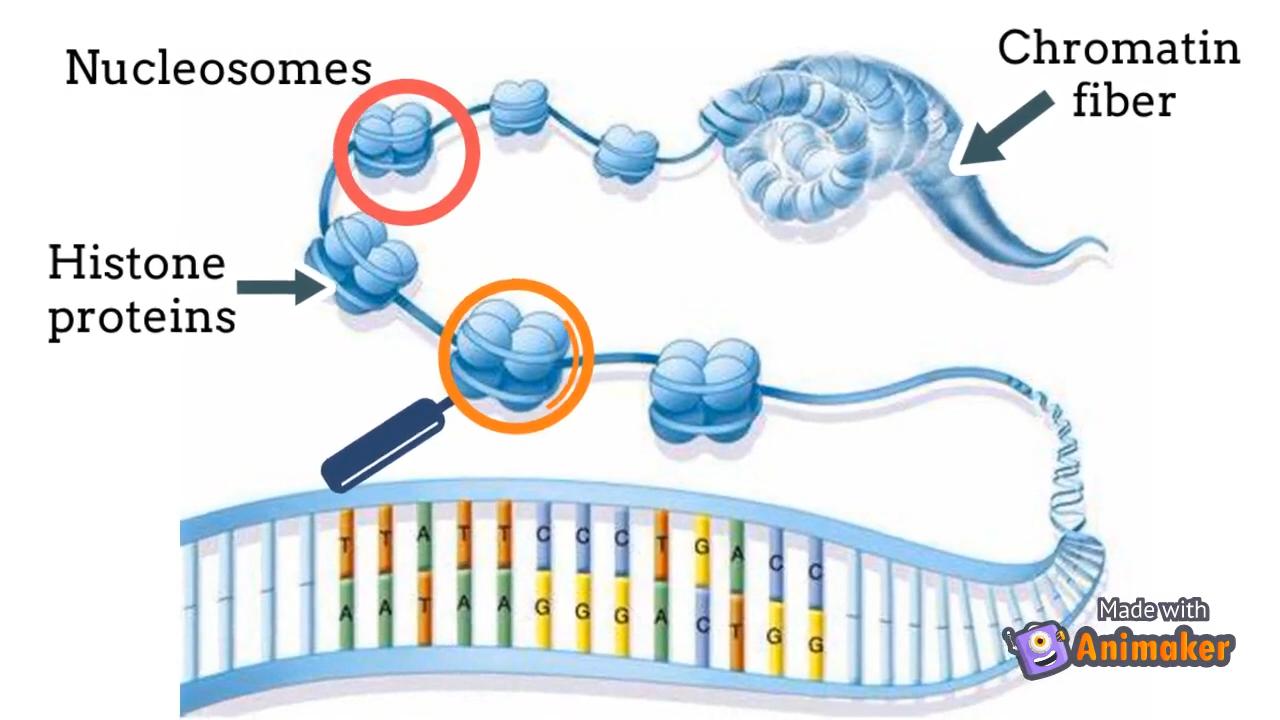 Nucleosomes
Chromatin
fiber
Histone
proteins
T T A T T C C C T G A C C
A A T A A G G G A C T G G
Made with
Animaker